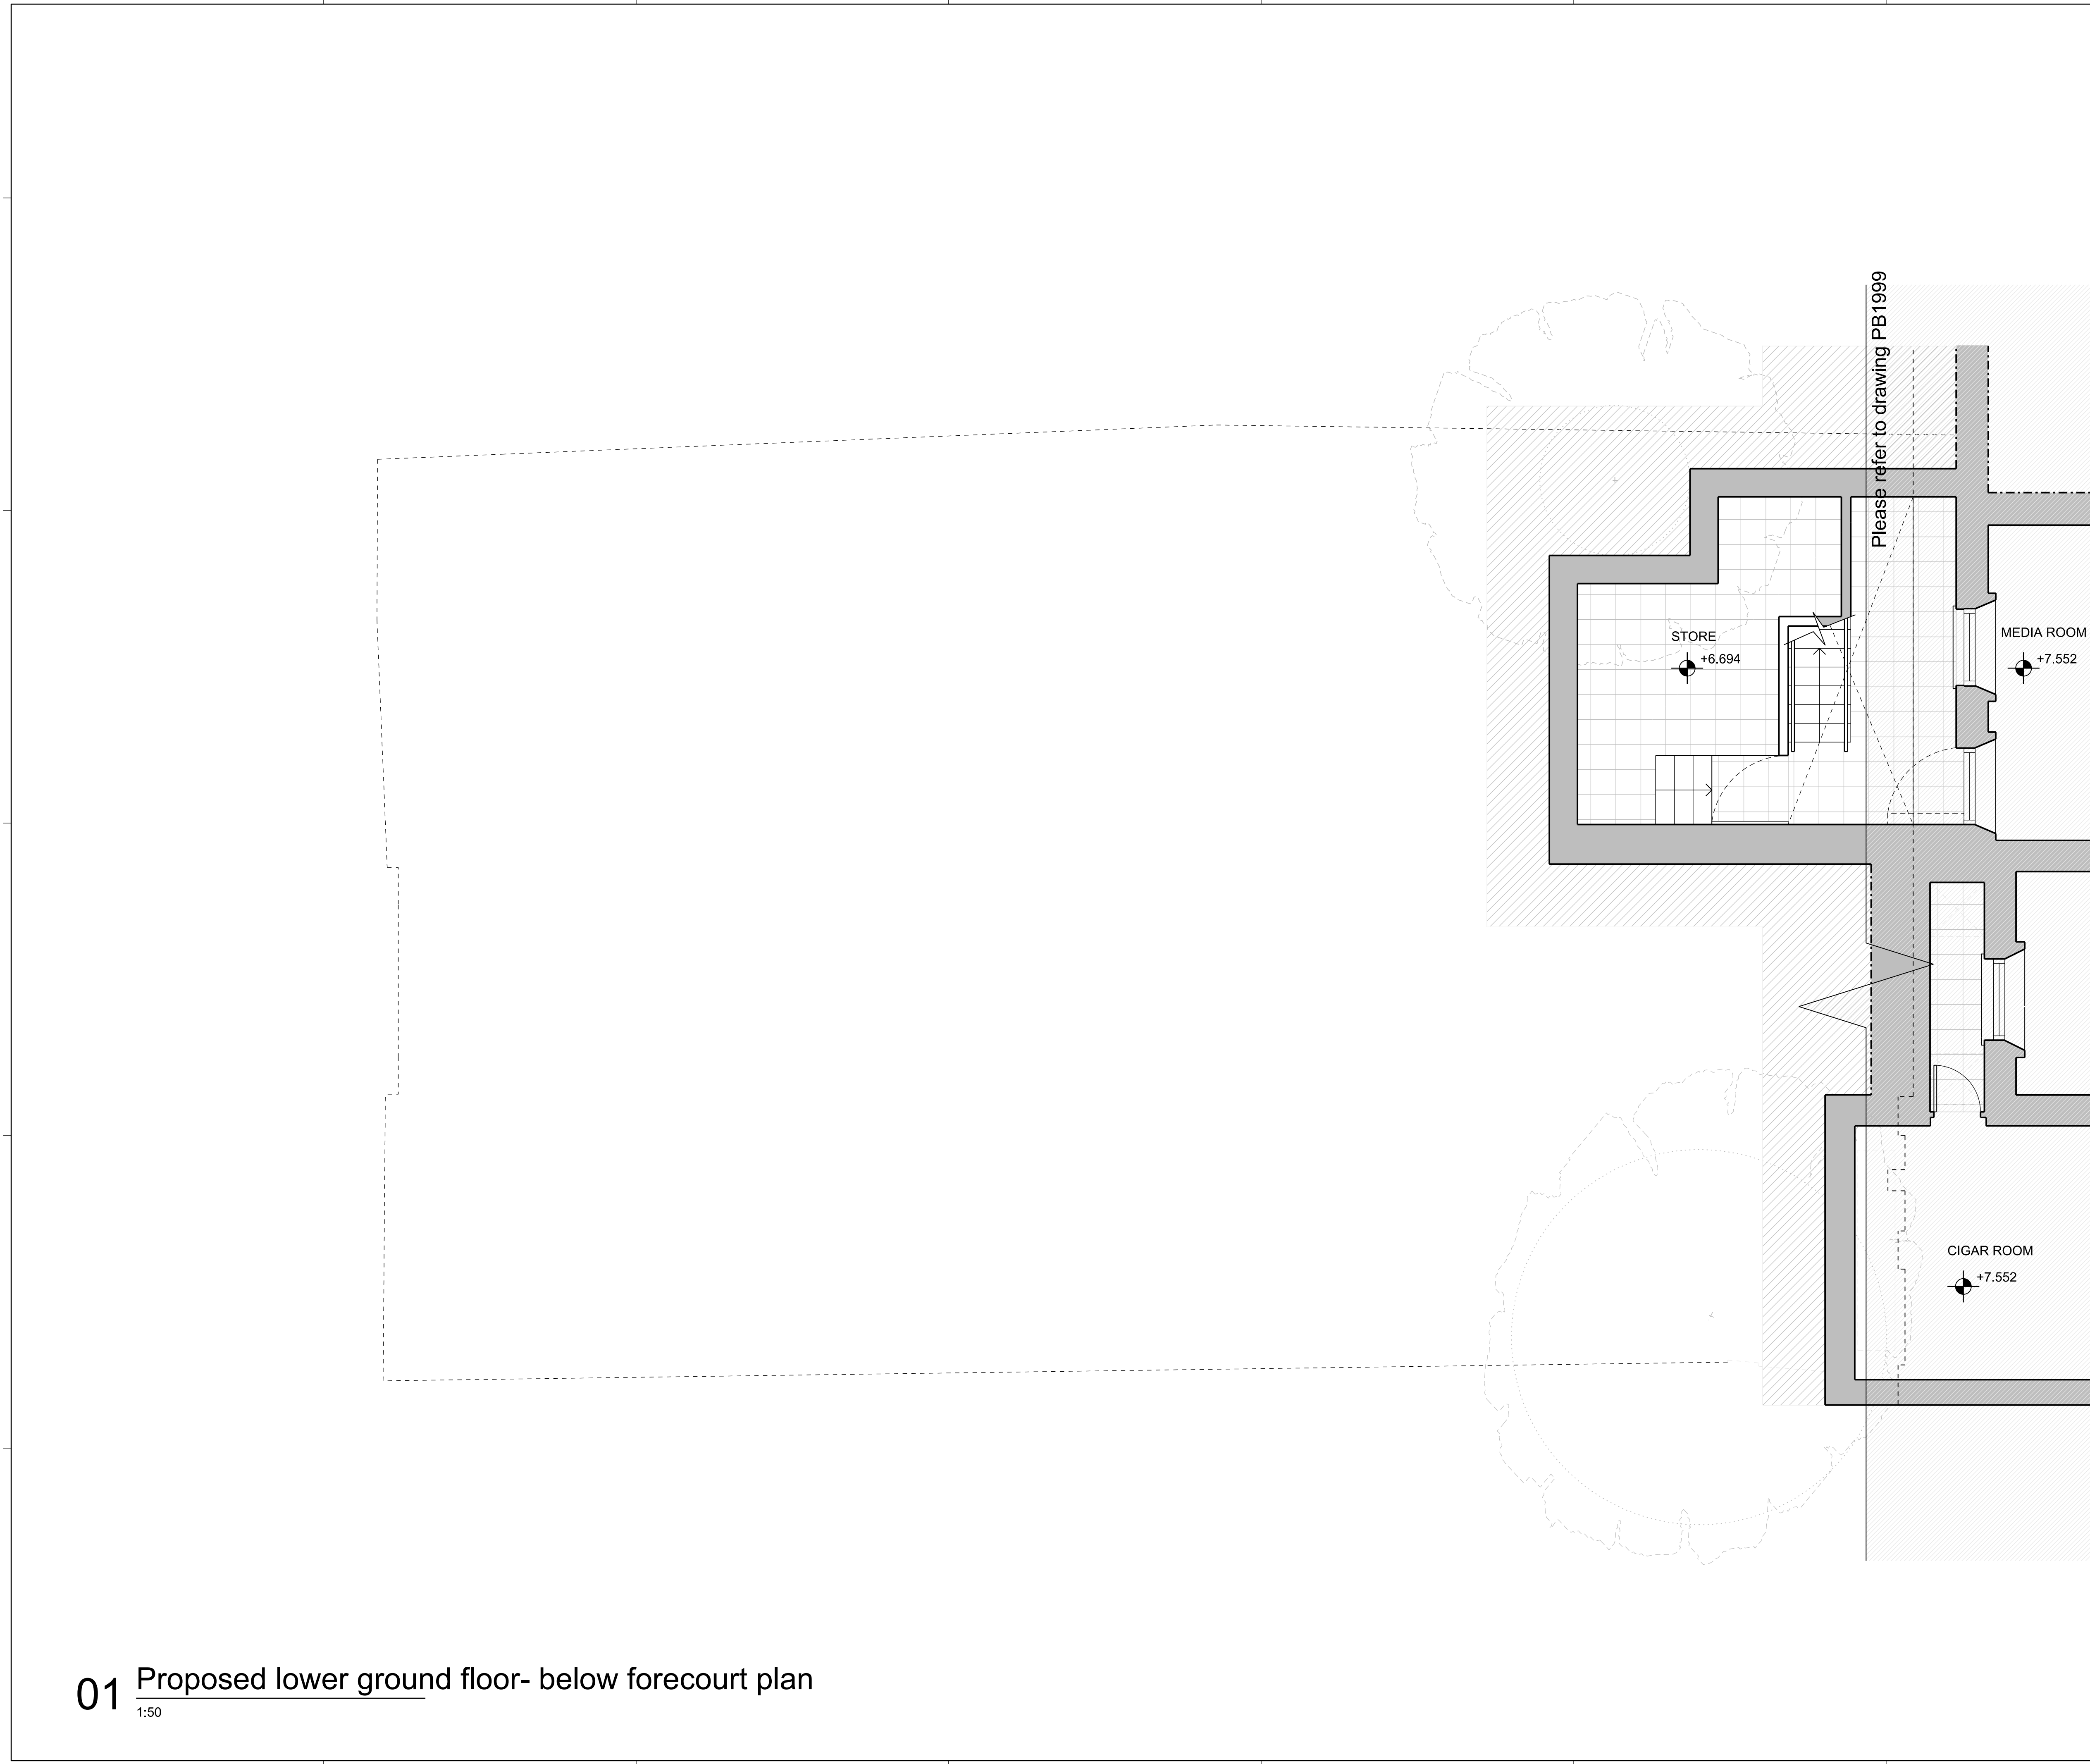 Please refer to drawing PB1999
STORE
+6.694
MEDIA ROOM
+7.552
CIGAR ROOM
+7.552
01 Proposed lower ground floor- below forecourt plan
1:50